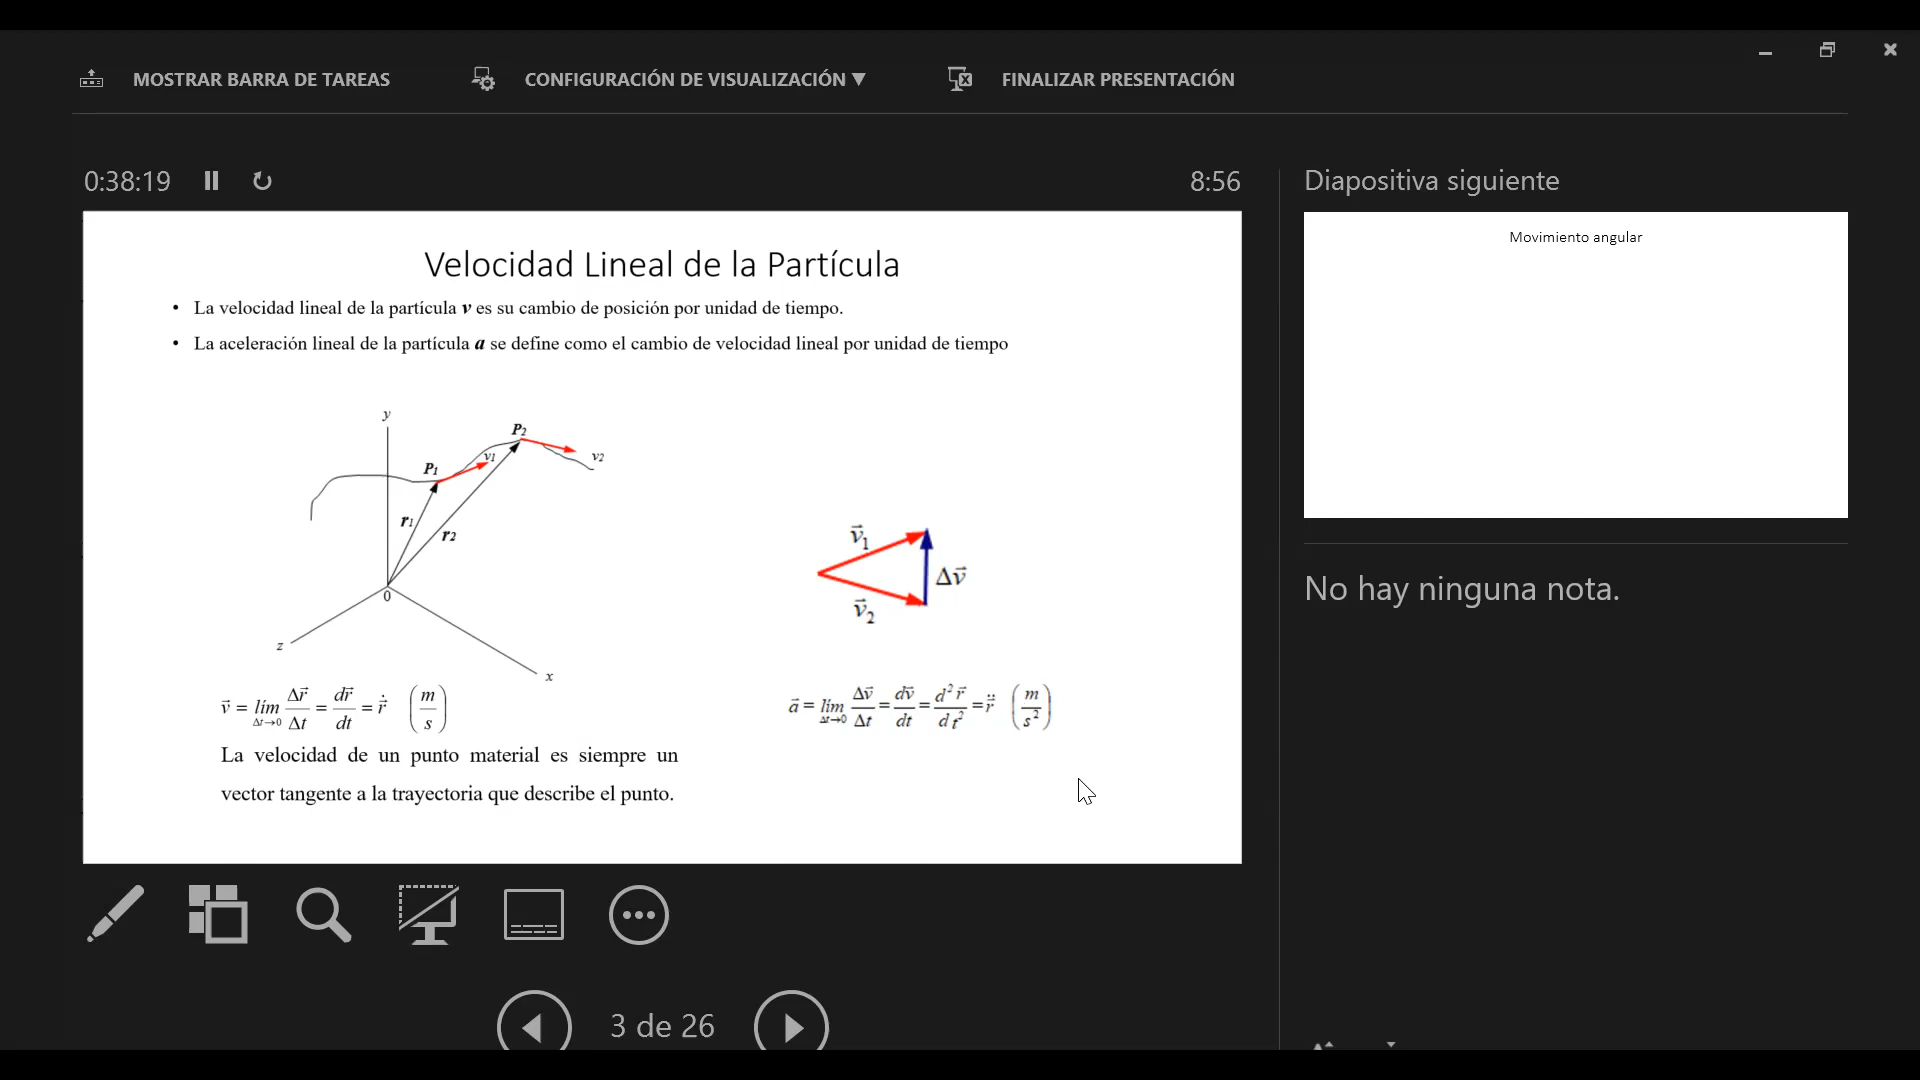 MOSTRAR BARRA DE TAREAS
CONFIGURACIÓN DE VISUALIZACIÓN ▼
FINALIZAR PRESENTACIÓN
0:38:19
8:56
Velocidad Lineal de la Partícula
• La velocidad lineal de la partícula v es su cambio de posición por unidad de tiempo.
• La aceleración lineal de la partícula a se define como el cambio de velocidad lineal por unidad de tiempo
y
P2
P1
v1
v2
r1
r2
0
z
x
v⃗1
Δv⃗
v⃗2
v⃗ = lím Δt→0 Δr⃗/Δt = dr⃗/dt = ṙ⃗ (m/s)
a⃗ = lím Δt→0 Δv⃗/Δt = dv⃗/dt = d²r⃗/dt² = r̈⃗ (m/s²)
La velocidad de un punto material es siempre un
vector tangente a la trayectoria que describe el punto.
3 de 26
Diapositiva siguiente
Movimiento angular
No hay ninguna nota.